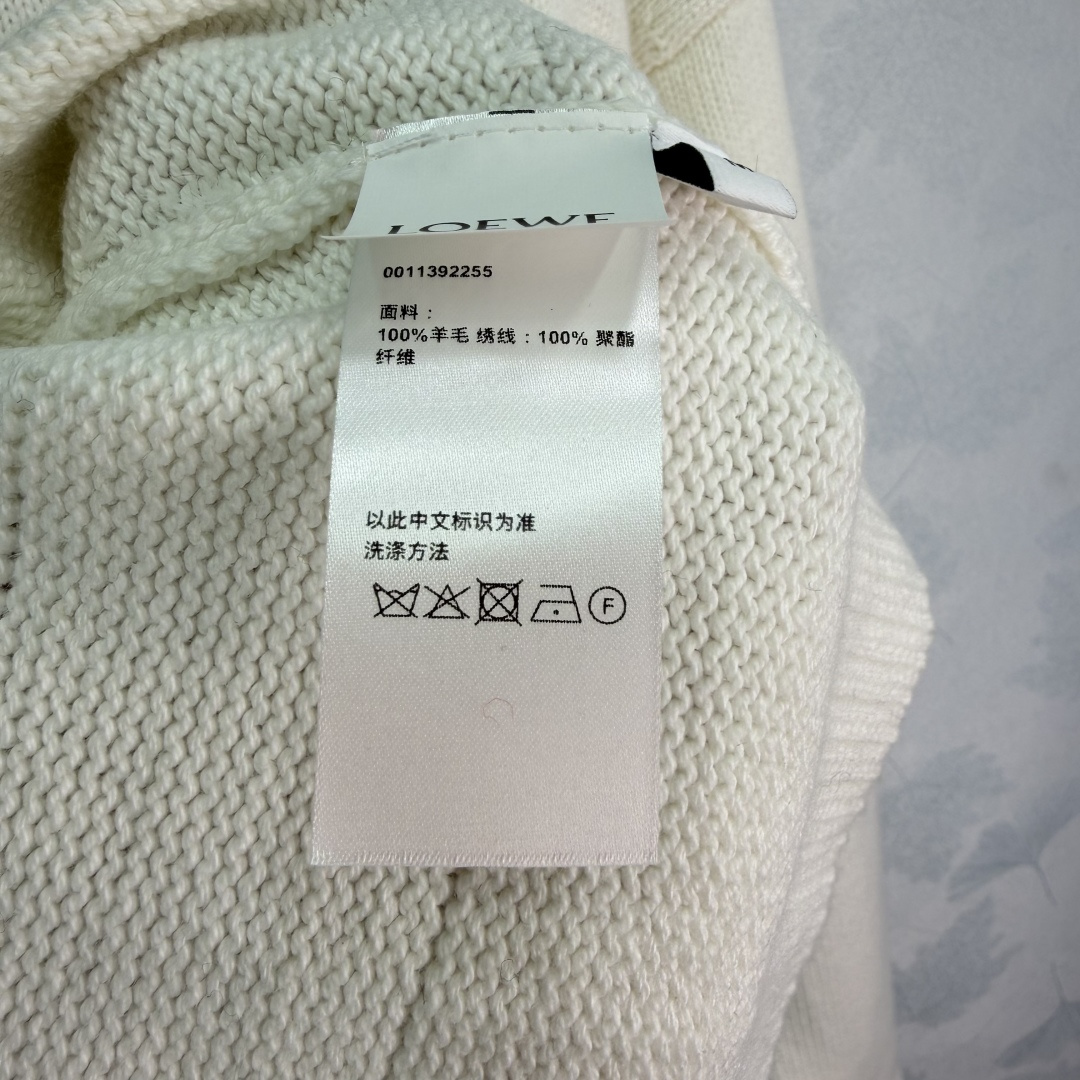 LOEWE
0011392255
面料：
100%羊毛 绣线：100% 聚酯
纤维
以此中文标识为准
洗涤方法
F